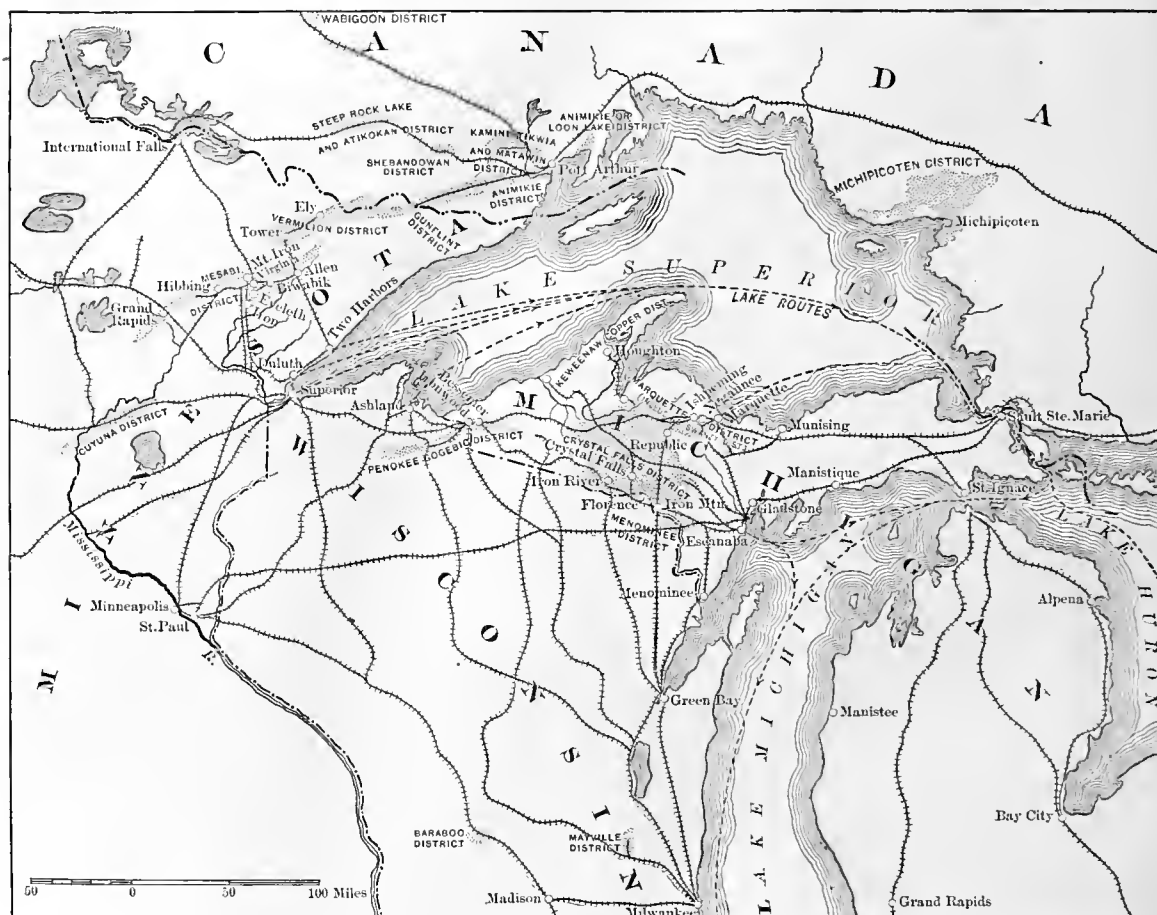 WABIGOON DISTRICT
CANADA
STEEP ROCK LAKE
AND ATIKOKAN DISTRICT
KAMINISTIKWIA
AND MATAWIN
DISTRICT
ANIMIKIE OR
LOON LAKE DISTRICT
International Falls
SHEBANDOWAN
DISTRICT
Port Arthur
ANIMIKIE
DISTRICT
MICHIPICOTEN DISTRICT
Michipicoten
Ely
Tower
VERMILION DISTRICT
GUNFLINT
DISTRICT
Mt. Iron
Virginia
Allen
Biwabik
MESABI
DISTRICT
Hibbing
Eveleth
Iron
Grand
Rapids
Two Harbors
LAKE SUPERIOR
LAKE ROUTES
Duluth
Superior
KEWEENAW COPPER DIST.
Houghton
Bessemer
Ironwood
Ashland
MARQUETTE
DISTRICT
Ishpeming
Negaunee
Marquette
SWANZY DIST.
Munising
Sault Ste. Marie
CUYUNA DISTRICT
PENOKEE GOGEBIC DISTRICT
Republic
CRYSTAL FALLS DISTRICT
Crystal Falls
Iron River
Florence
Iron Mtn.
Manistique
St. Ignace
Gladstone
MENOMINEE
DISTRICT
Escanaba
LAKE HURON
Mississippi
R.
Minneapolis
St. Paul
Menominee
Alpena
MINNESOTA
WISCONSIN
MICHIGAN
LAKE MICHIGAN
Green Bay
Manistee
Bay City
BARABOO
DISTRICT
MAYVILLE
DISTRICT
Madison
Milwaukee
Grand Rapids
50 0 50 100 Miles